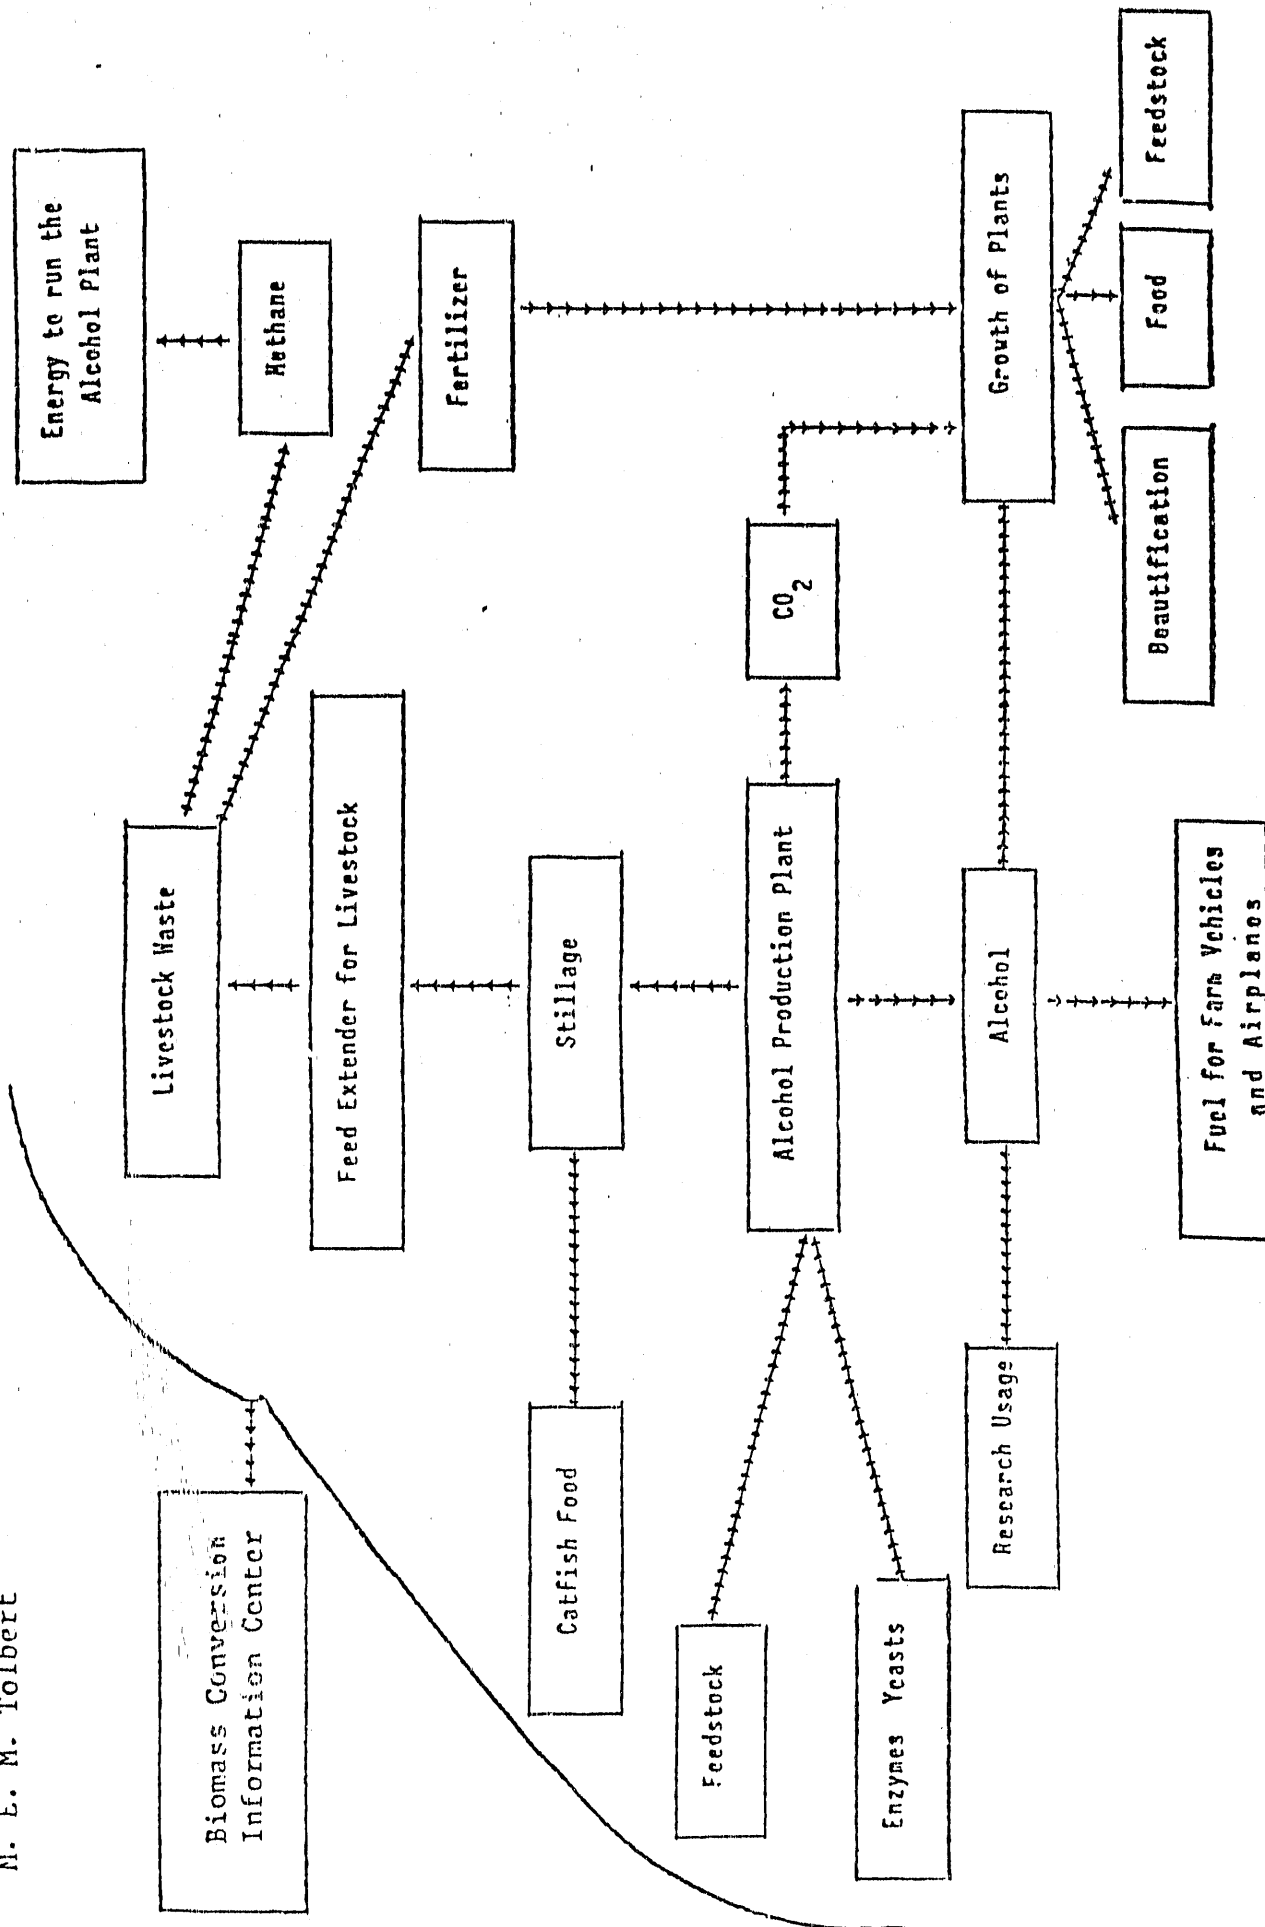 M. E. M. Tolbert
Energy to run the
Alcohol Plant
Livestock Waste
Biomass Conversion
Information Center
Methane
Feed Extender for Livestock
Fertilizer
Catfish Food
Stillage
Feedstock
Alcohol Production Plant
CO2
Enzymes Yeasts
Research Usage
Alcohol
Growth of Plants
Beautification
Food
Feedstock
Fuel for Farm Vehicles
and Airplanes